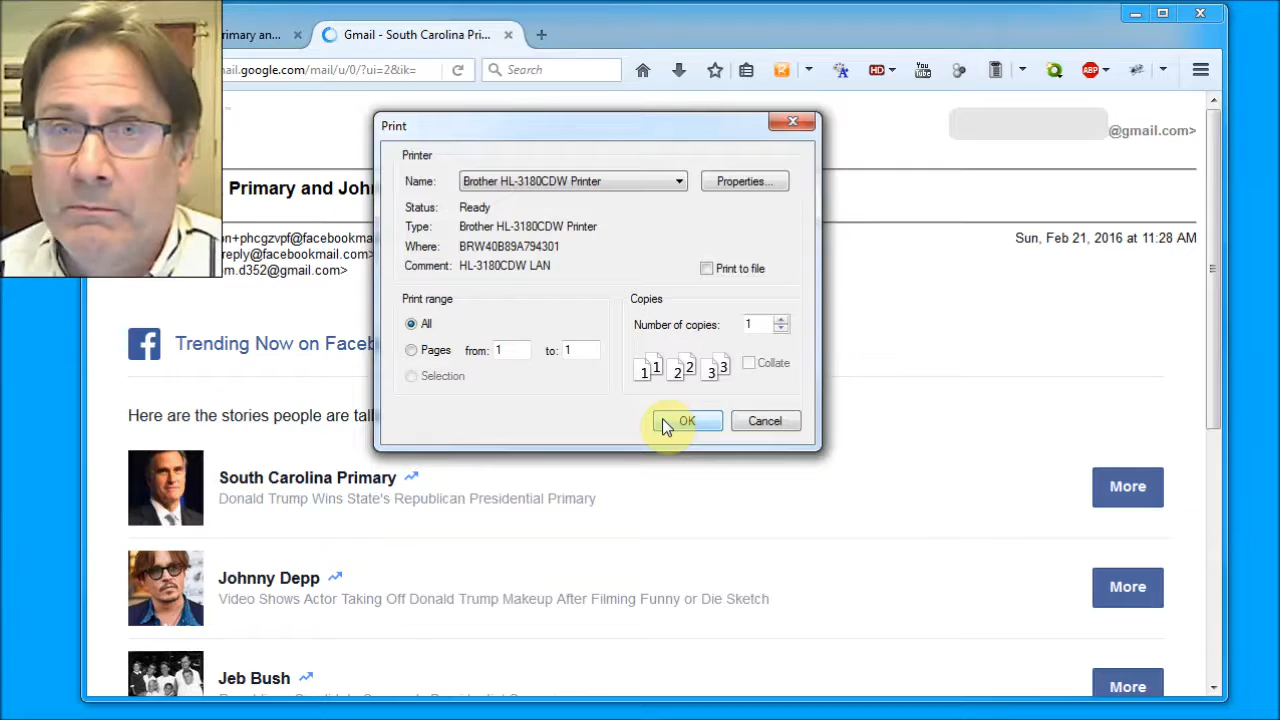 rimary an...
Gmail - South Carolina Pri...
ail.google.com/mail/u/0/?ui=2&ik=
Search
HD
You Tube
ABP
@gmail.com>
Primary and Joh
n+phcgzvpf@facebookma
reply@facebookmail.com>
m.d352@gmail.com>
Sun, Feb 21, 2016 at 11:28 AM
Print
Printer
Name: Brother HL-3180CDW Printer Properties...
Status: Ready
Type: Brother HL-3180CDW Printer
Where: BRW40B89A794301
Comment: HL-3180CDW LAN
Print to file
Print range
All
Pages from: 1 to: 1
Selection
Copies
Number of copies: 1
1 1 2 2 3 3
Collate
OK Cancel
Trending Now on Faceb
Here are the stories people are tal
South Carolina Primary
Donald Trump Wins State's Republican Presidential Primary
More
Johnny Depp
Video Shows Actor Taking Off Donald Trump Makeup After Filming Funny or Die Sketch
More
Jeb Bush
More